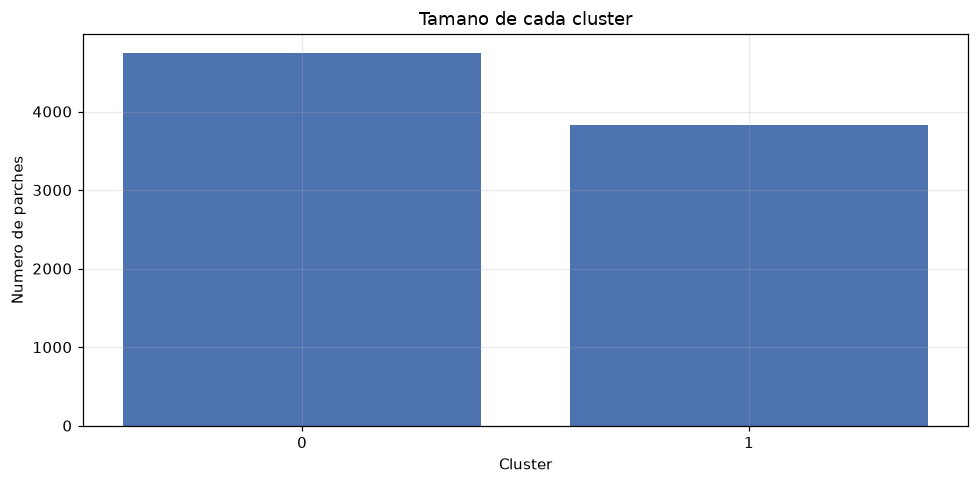 Tamano de cada cluster
Numero de parches
4000
3000
2000
1000
0
0 1
Cluster